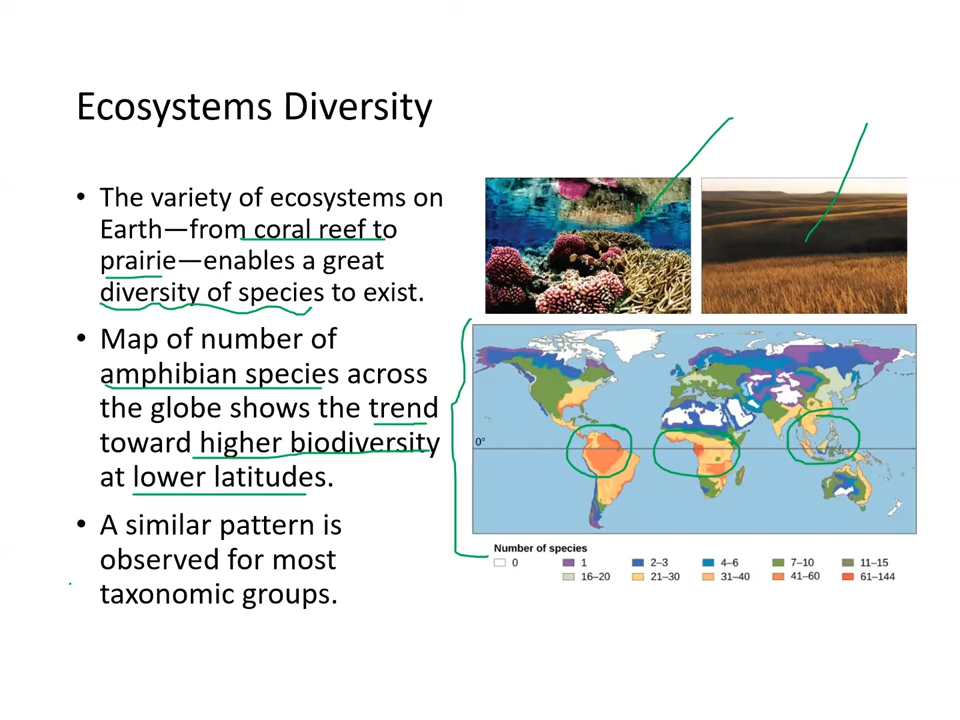 Ecosystems Diversity
• The variety of ecosystems on
Earth—from coral reef to
prairie—enables a great
diversity of species to exist.
• Map of number of
amphibian species across
the globe shows the trend
toward higher biodiversity
at lower latitudes.
• A similar pattern is
observed for most
taxonomic groups.
0°
Number of species
0 1 2–3 4–6 7–10 11–15
16–20 21–30 31–40 41–60 61–144